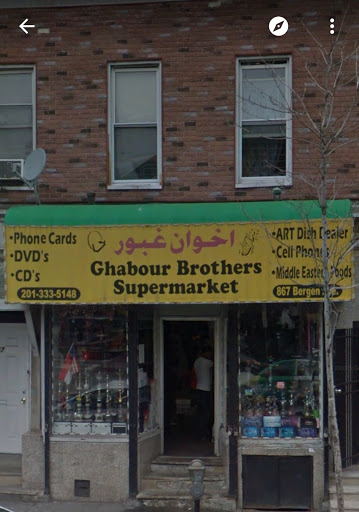 اخوان غبور
Ghabour Brothers
Supermarket
•Phone Cards
•DVD's
•CD's
201-333-5148
•ART Dish Dealer
•Cell Phones
•Middle Eastern Foods
867 Bergen